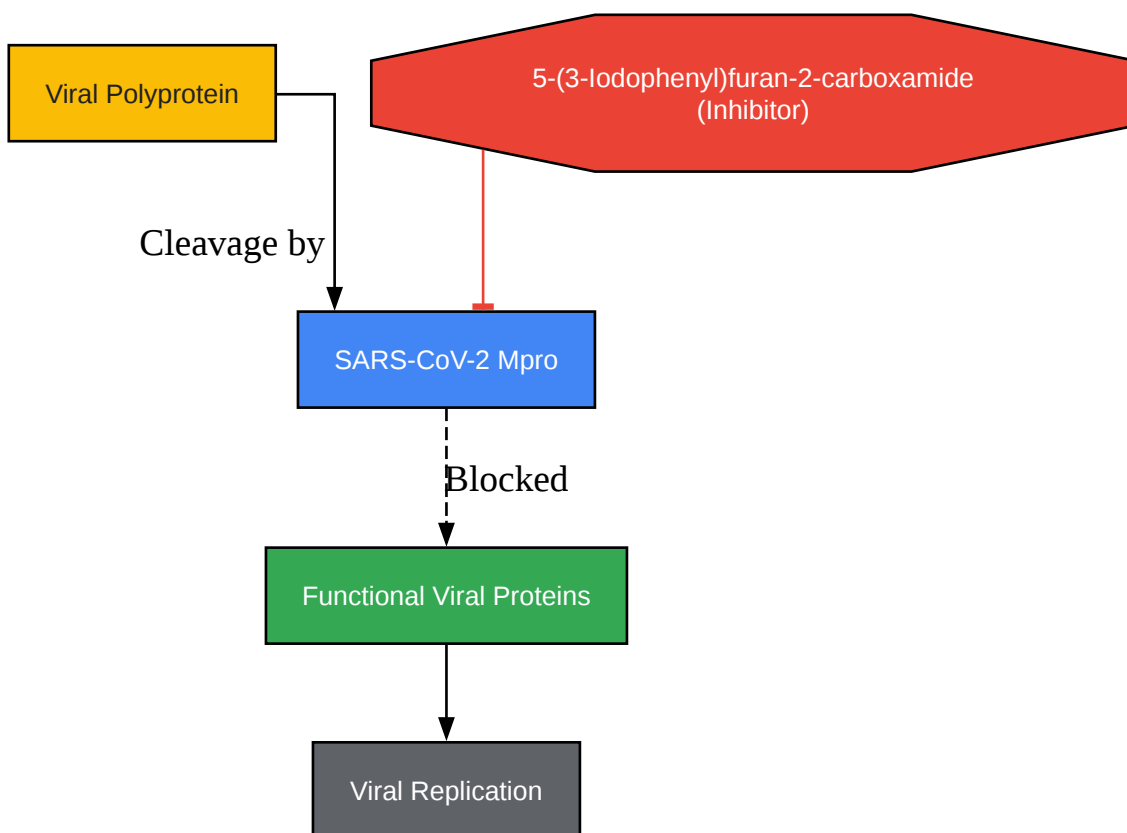 Viral Polyprotein
5-(3-Iodophenyl)furan-2-carboxamide
(Inhibitor)
Cleavage by
SARS-CoV-2 Mpro
Blocked
Functional Viral Proteins
Viral Replication